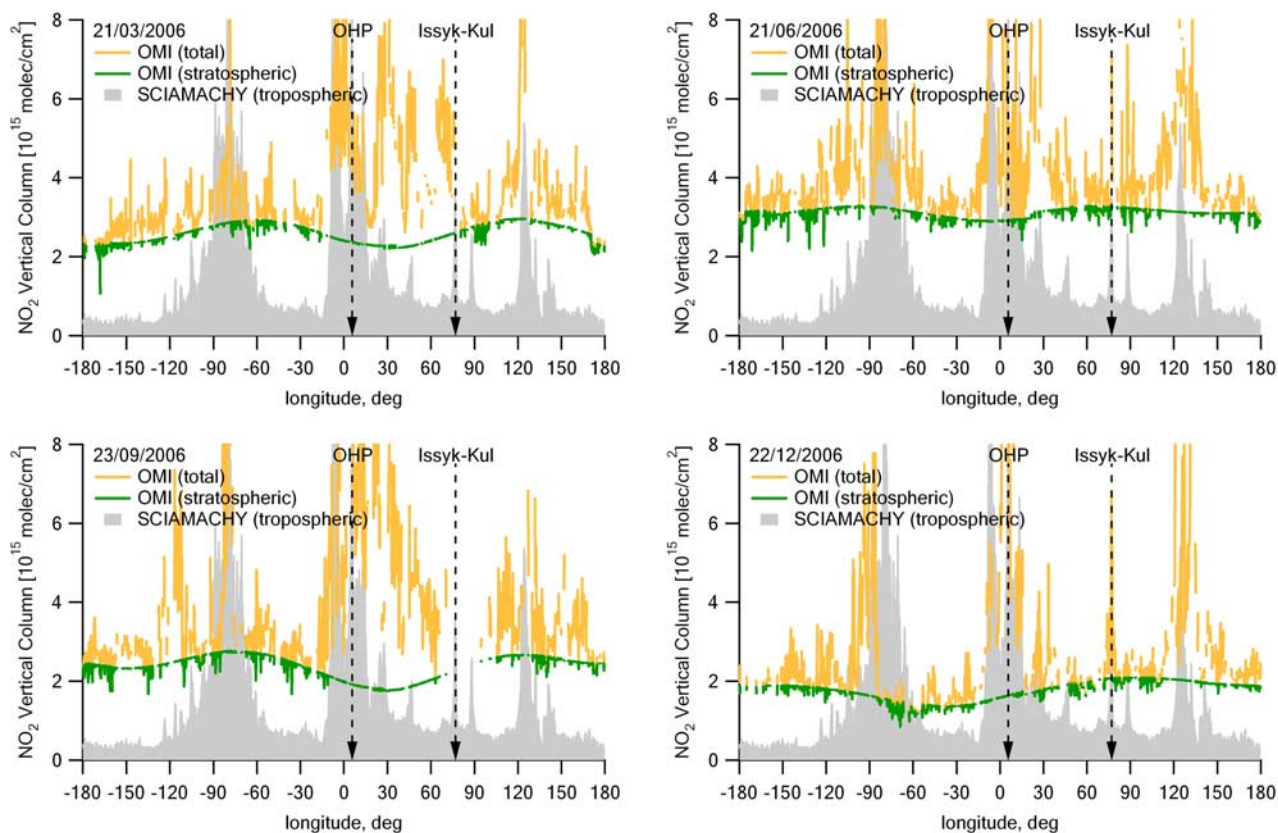 21/03/2006
OHP
Issyk-Kul
OMI (total)
OMI (stratospheric)
SCIAMACHY (tropospheric)
NO2 Vertical Column [10^15 molec/cm^2]
8
6
4
2
0
-180 -150 -120 -90 -60 -30 0 30 60 90 120 150 180
longitude, deg
21/06/2006
OHP
Issyk-Kul
OMI (total)
OMI (stratospheric)
SCIAMACHY (tropospheric)
NO2 Vertical Column [10^15 molec/cm^2]
8
6
4
2
0
-180 -150 -120 -90 -60 -30 0 30 60 90 120 150 180
longitude, deg
23/09/2006
OHP
Issyk-Kul
OMI (total)
OMI (stratospheric)
SCIAMACHY (tropospheric)
NO2 Vertical Column [10^15 molec/cm^2]
8
6
4
2
0
-180 -150 -120 -90 -60 -30 0 30 60 90 120 150 180
longitude, deg
22/12/2006
OHP
Issyk-Kul
OMI (total)
OMI (stratospheric)
SCIAMACHY (tropospheric)
NO2 Vertical Column [10^15 molec/cm^2]
8
6
4
2
0
-180 -150 -120 -90 -60 -30 0 30 60 90 120 150 180
longitude, deg